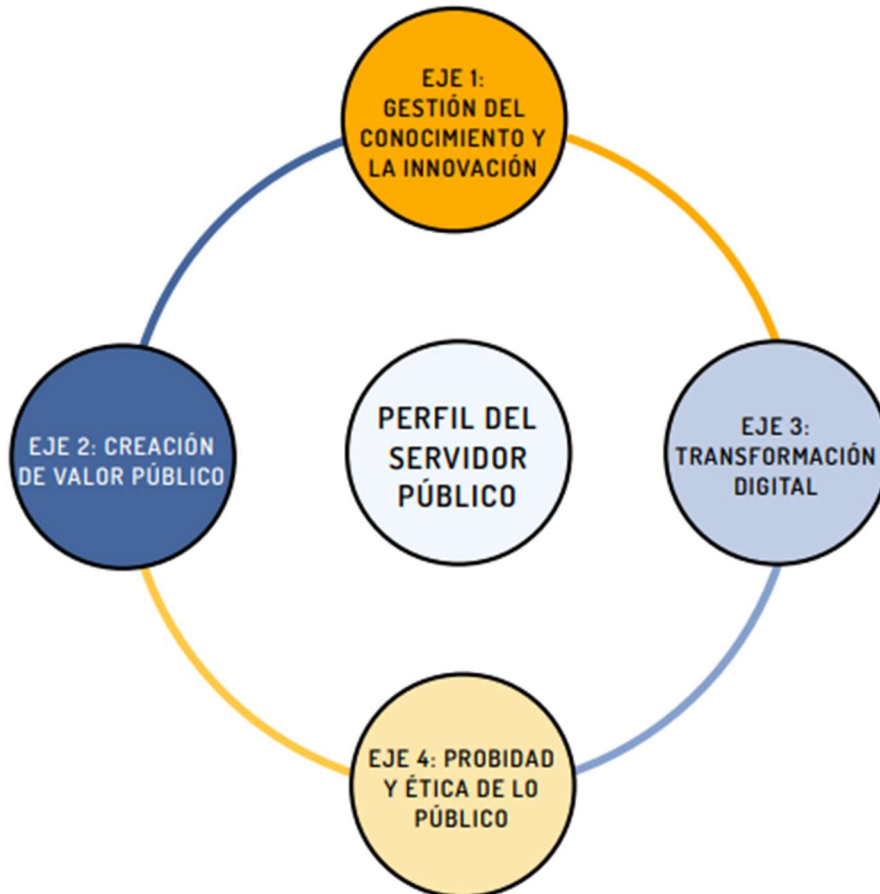 EJE 1:
GESTIÓN DEL
CONOCIMIENTO Y
LA INNOVACIÓN
EJE 2: CREACIÓN
DE VALOR PÚBLICO
PERFIL DEL
SERVIDOR
PÚBLICO
EJE 3:
TRANSFORMACIÓN
DIGITAL
EJE 4: PROBIDAD
Y ÉTICA DE LO
PÚBLICO